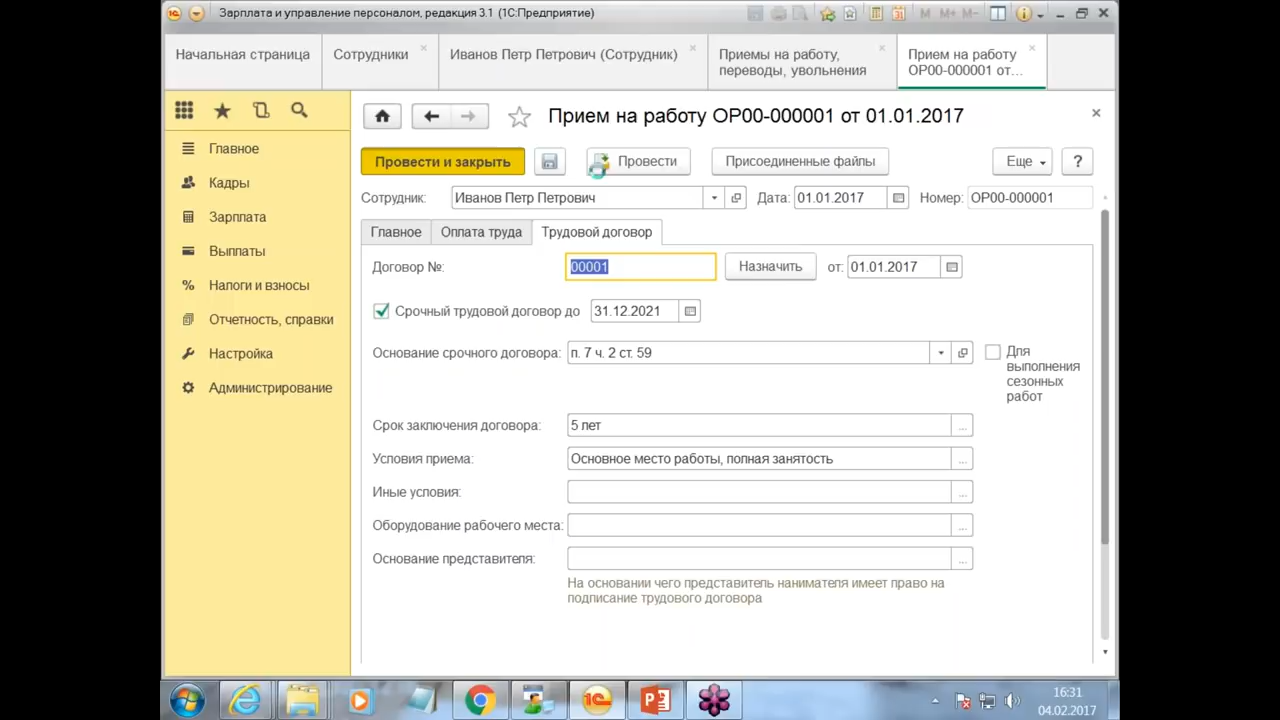 Зарплата и управление персоналом, редакция 3.1 (1С:Предприятие)
M M+ M-
Начальная страница
Сотрудники
Иванов Петр Петрович (Сотрудник)
Приемы на работу,
переводы, увольнения
Прием на работу
ОР00-000001 от...
Главное
Кадры
Зарплата
Выплаты
Налоги и взносы
Отчетность, справки
Настройка
Администрирование
Прием на работу ОР00-000001 от 01.01.2017
Провести и закрыть
Провести
Присоединенные файлы
Еще
?
Сотрудник: Иванов Петр Петрович Дата: 01.01.2017 Номер: ОР00-000001
Главное Оплата труда Трудовой договор
Договор №: 00001 Назначить от: 01.01.2017
Срочный трудовой договор до 31.12.2021
Основание срочного договора: п. 7 ч. 2 ст. 59
Для
выполнения
сезонных
работ
Срок заключения договора: 5 лет ...
Условия приема: Основное место работы, полная занятость ...
Иные условия: ...
Оборудование рабочего места: ...
Основание представителя: ...
На основании чего представитель нанимателя имеет право на
подписание трудового договора
16:31
04.02.2017